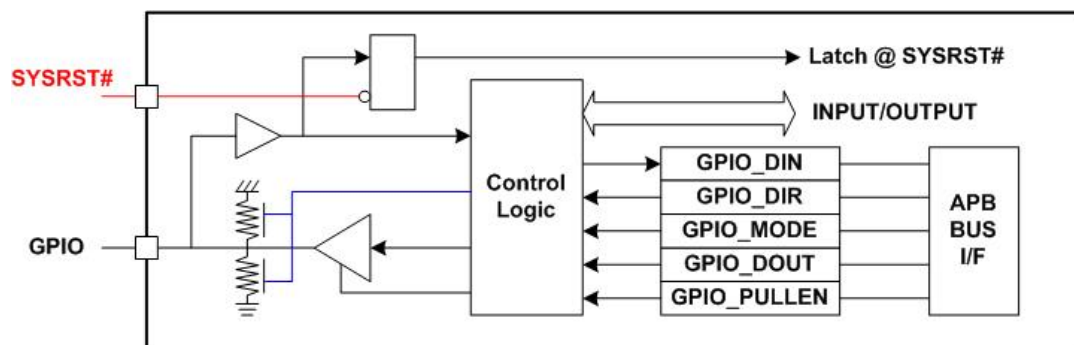 SYSRST#
Latch @ SYSRST#
INPUT/OUTPUT
GPIO
Control
Logic
GPIO_DIN
GPIO_DIR
GPIO_MODE
GPIO_DOUT
GPIO_PULLEN
APB
BUS
I/F